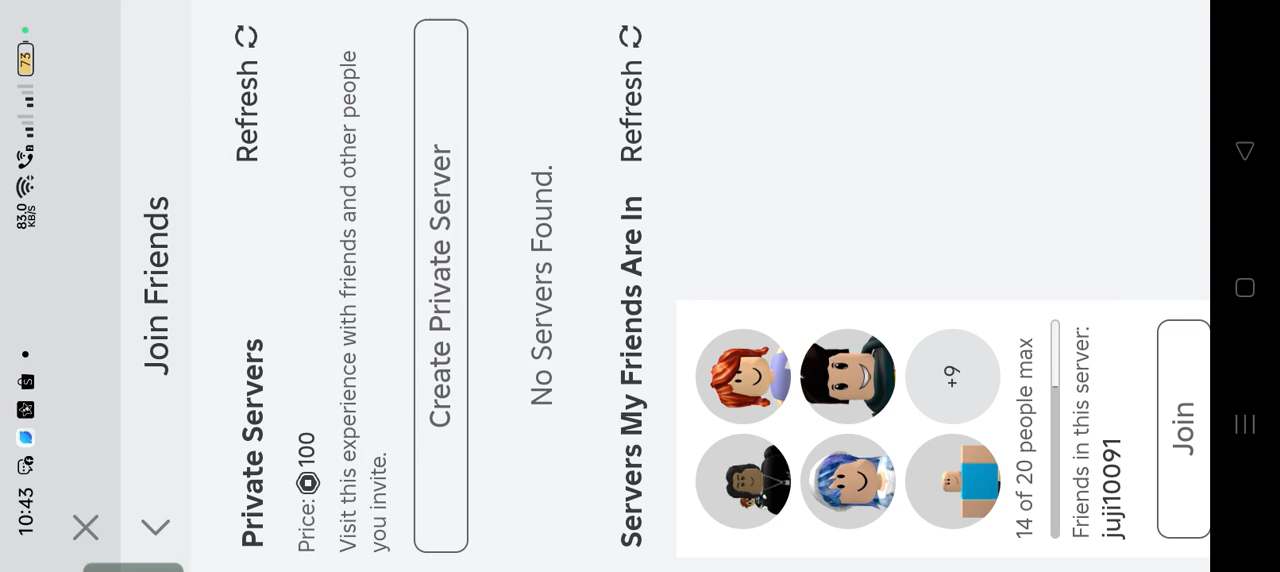 10:43
83.0
KB/S
73
Join Friends
Private Servers
Refresh
Price: 100
Visit this experience with friends and other people
you invite.
Create Private Server
No Servers Found.
Servers My Friends Are In
Refresh
+9
14 of 20 people max
Friends in this server:
juji10091
Join